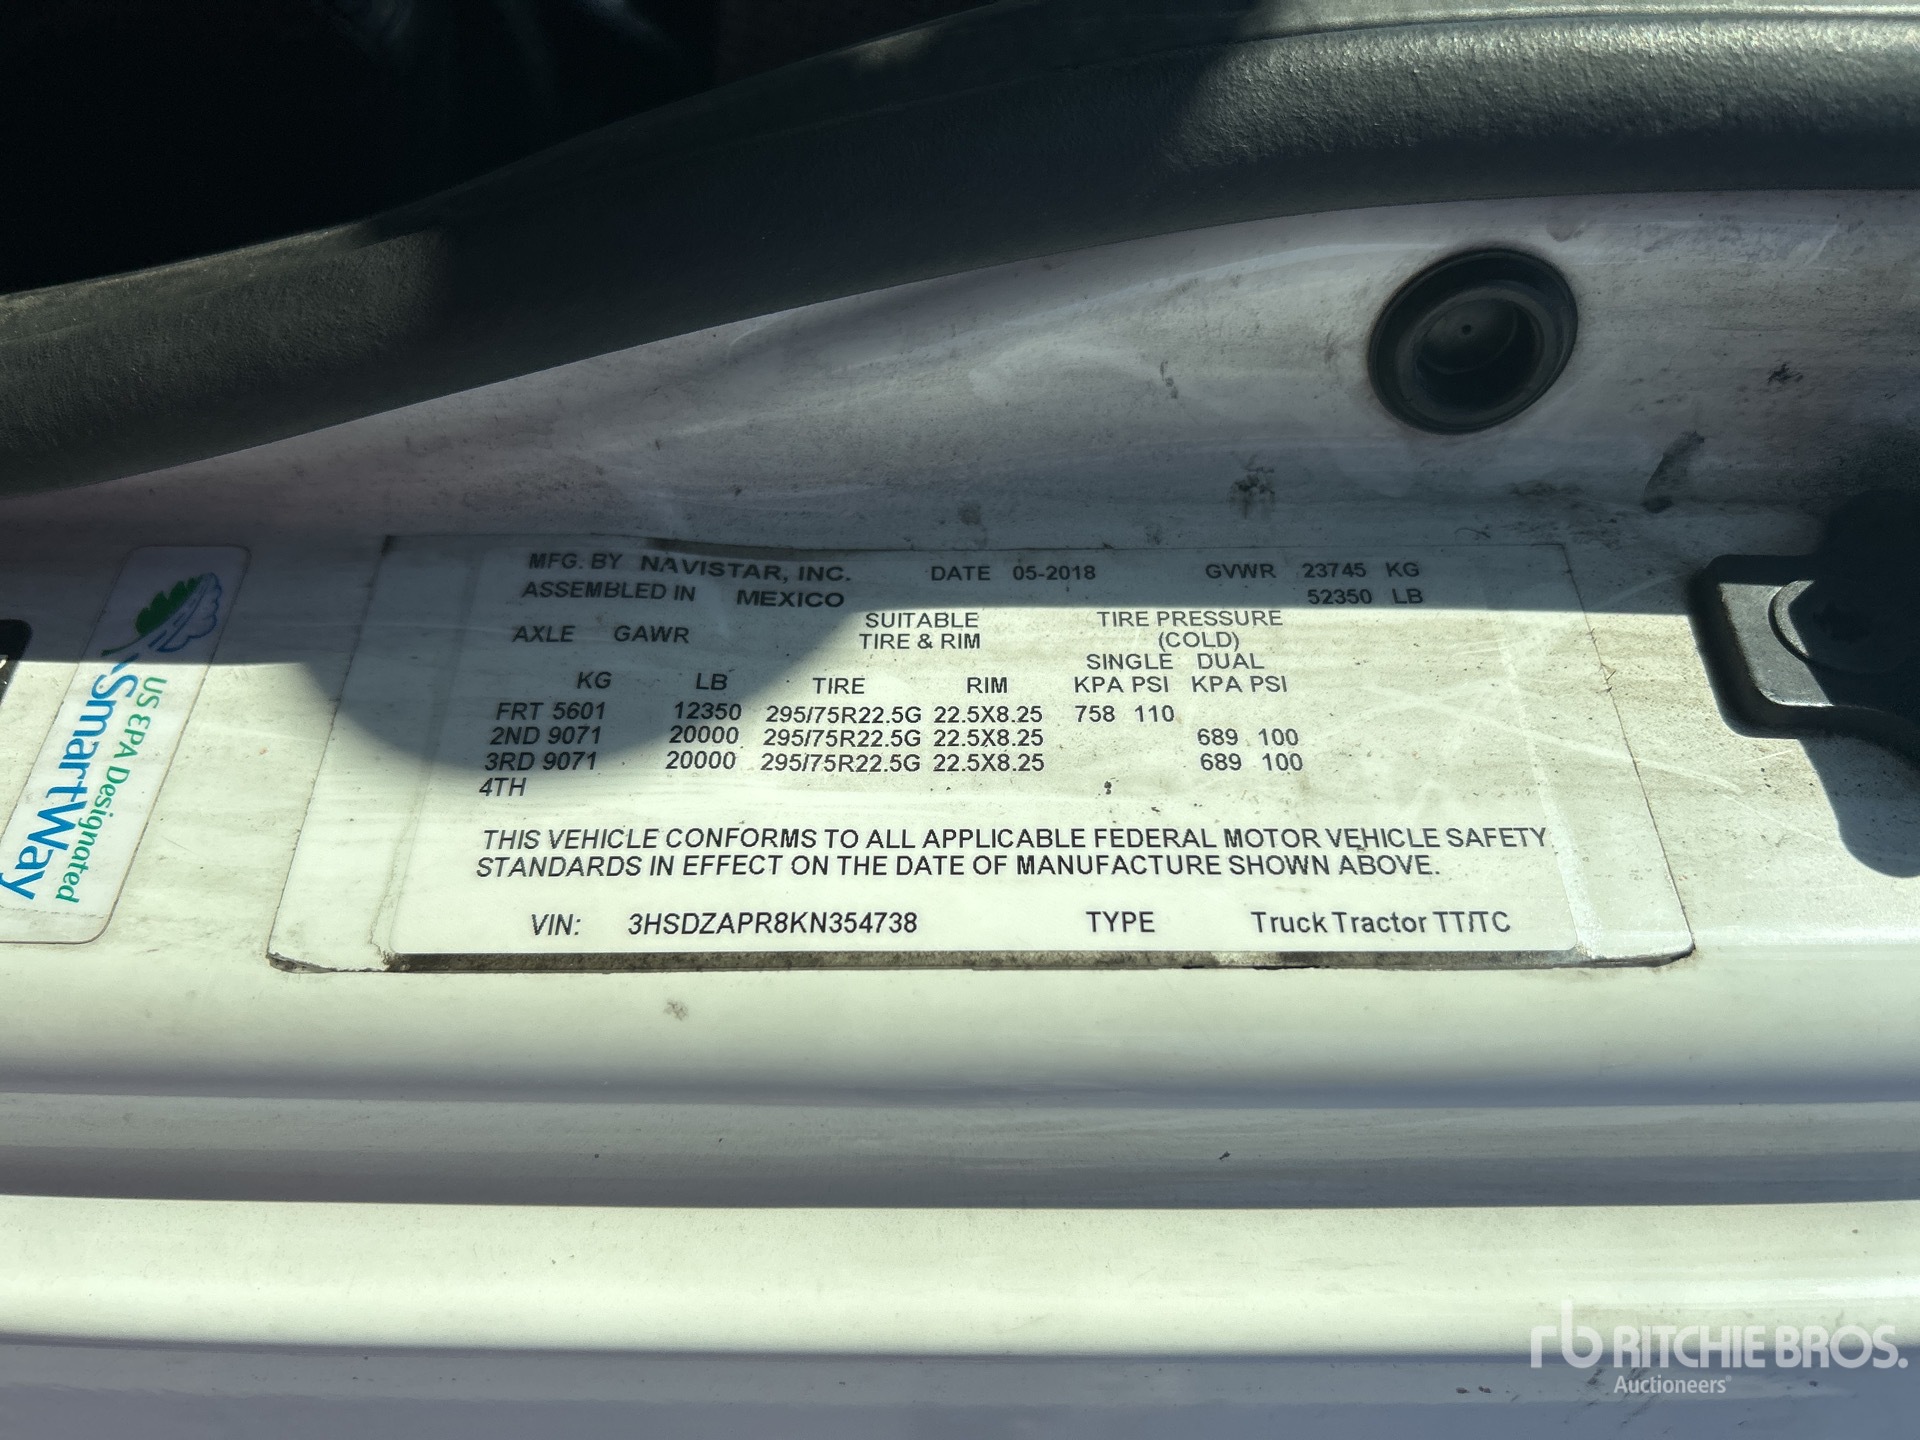 MFG. BY NAVISTAR, INC. DATE 05-2018 GVWR 23745 KG
ASSEMBLED IN MEXICO 52350 LB
AXLE GAWR SUITABLE TIRE PRESSURE
TIRE & RIM (COLD)
SINGLE DUAL
KG LB TIRE RIM KPA PSI KPA PSI
FRT 5601 12350 295/75R22.5G 22.5X8.25 758 110
2ND 9071 20000 295/75R22.5G 22.5X8.25 689 100
3RD 9071 20000 295/75R22.5G 22.5X8.25 689 100
4TH
THIS VEHICLE CONFORMS TO ALL APPLICABLE FEDERAL MOTOR VEHICLE SAFETY
STANDARDS IN EFFECT ON THE DATE OF MANUFACTURE SHOWN ABOVE.
VIN: 3HSDZAPR8KN354738 TYPE Truck Tractor TT/TC
US EPA Designated
SmartWay
rb RITCHIE BROS.
Auctioneers